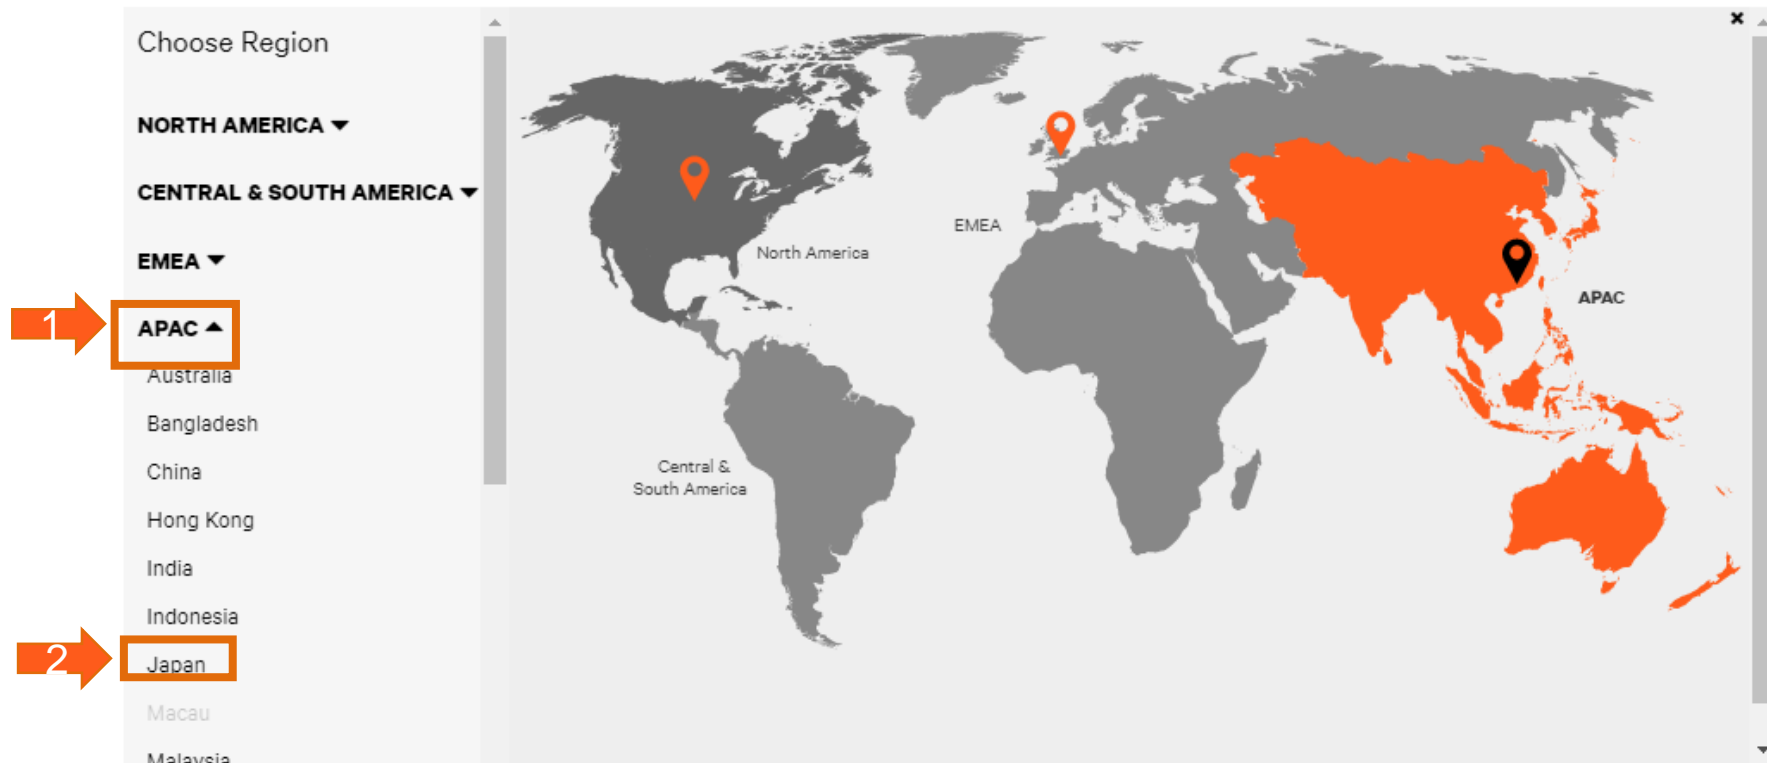 Choose Region
NORTH AMERICA
CENTRAL & SOUTH AMERICA
EMEA
1
APAC
Australia
Bangladesh
China
Hong Kong
India
Indonesia
2
Japan
Macau
Malaysia
North America
EMEA
APAC
Central &
South America